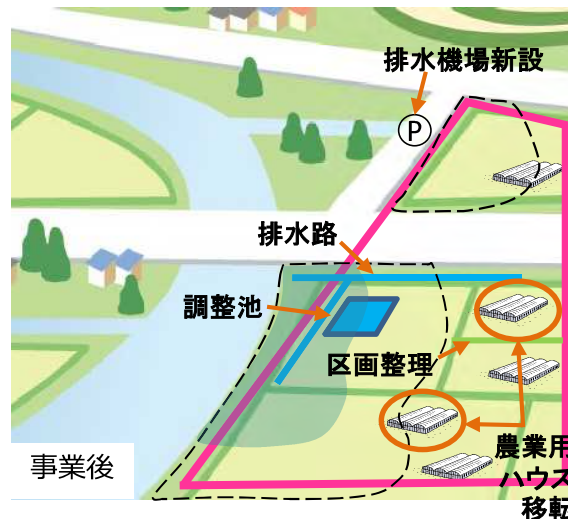 排水機場新設
P
排水路
調整池
区画整理
農業用
ハウス
移転
事業後